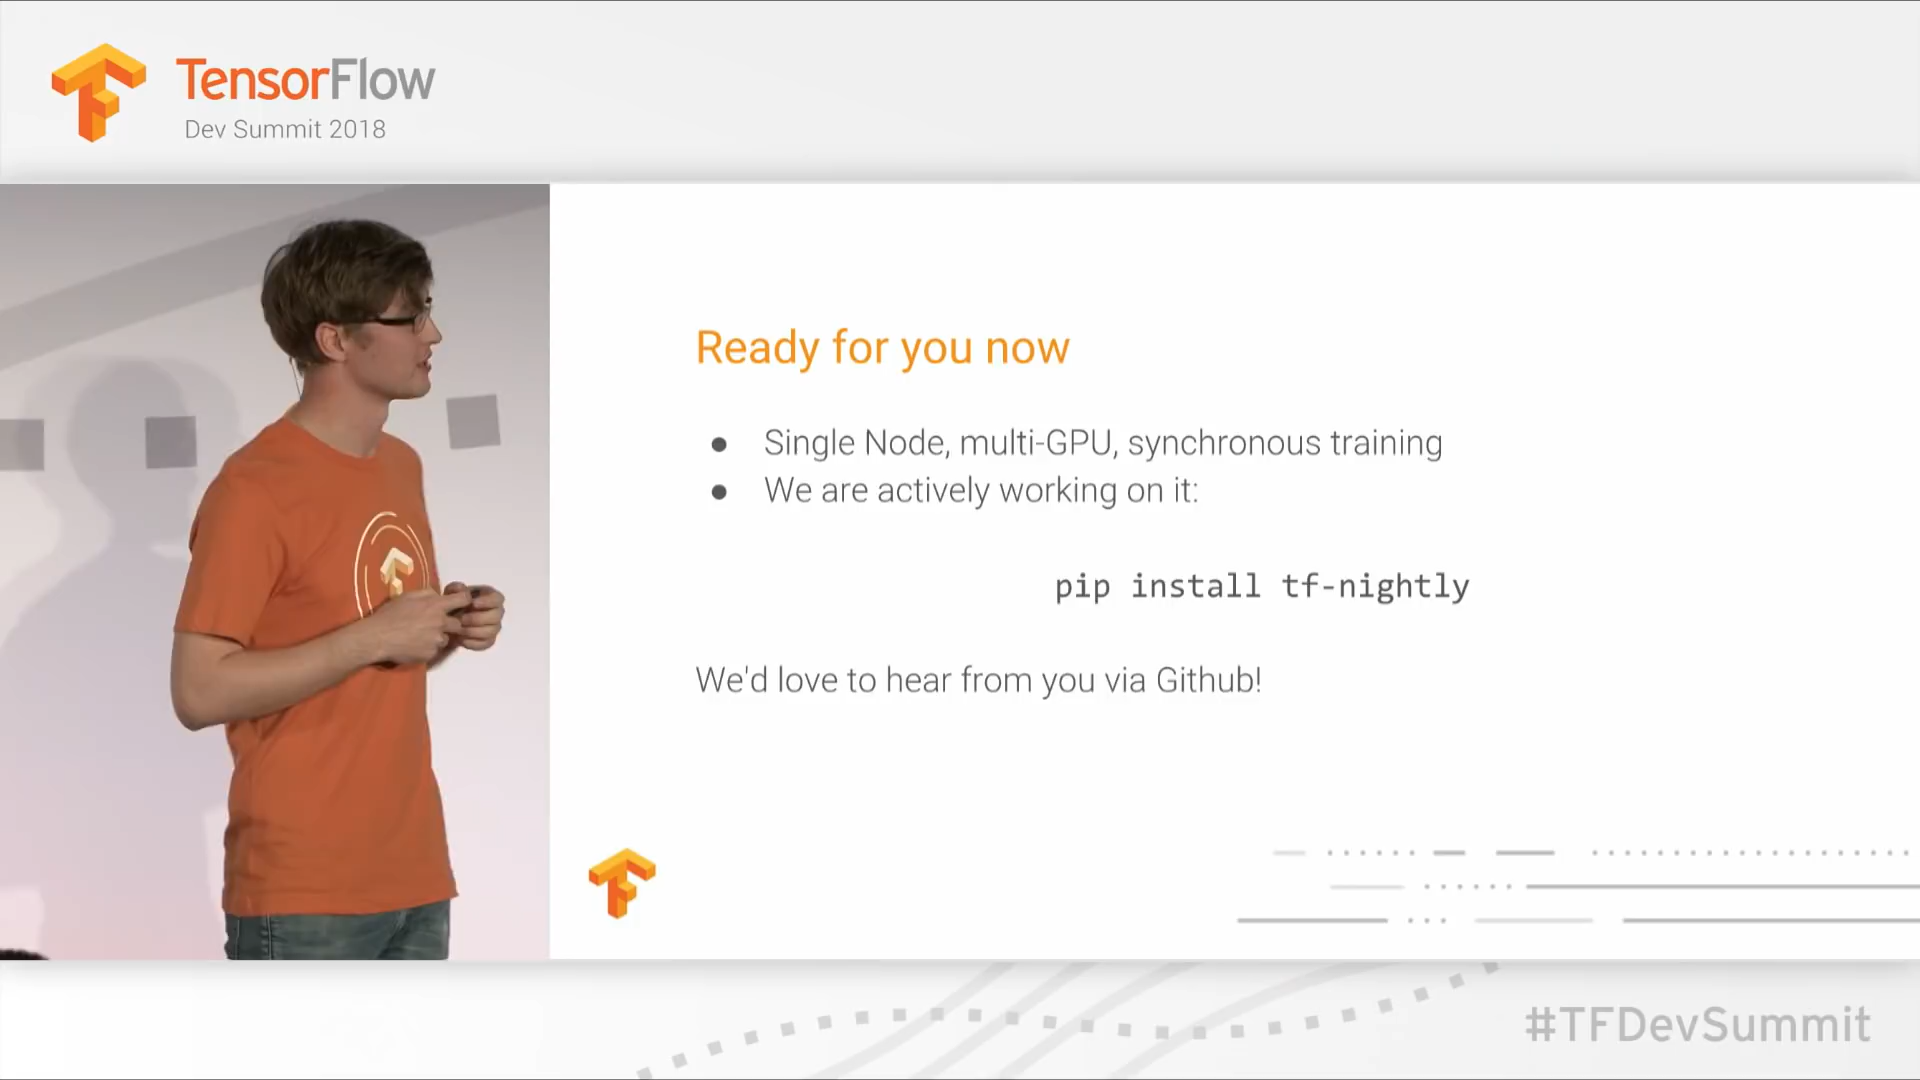 TensorFlow
Dev Summit 2018
Ready for you now
● Single Node, multi-GPU, synchronous training
● We are actively working on it:
pip install tf-nightly
We'd love to hear from you via Github!
#TFDevSummit